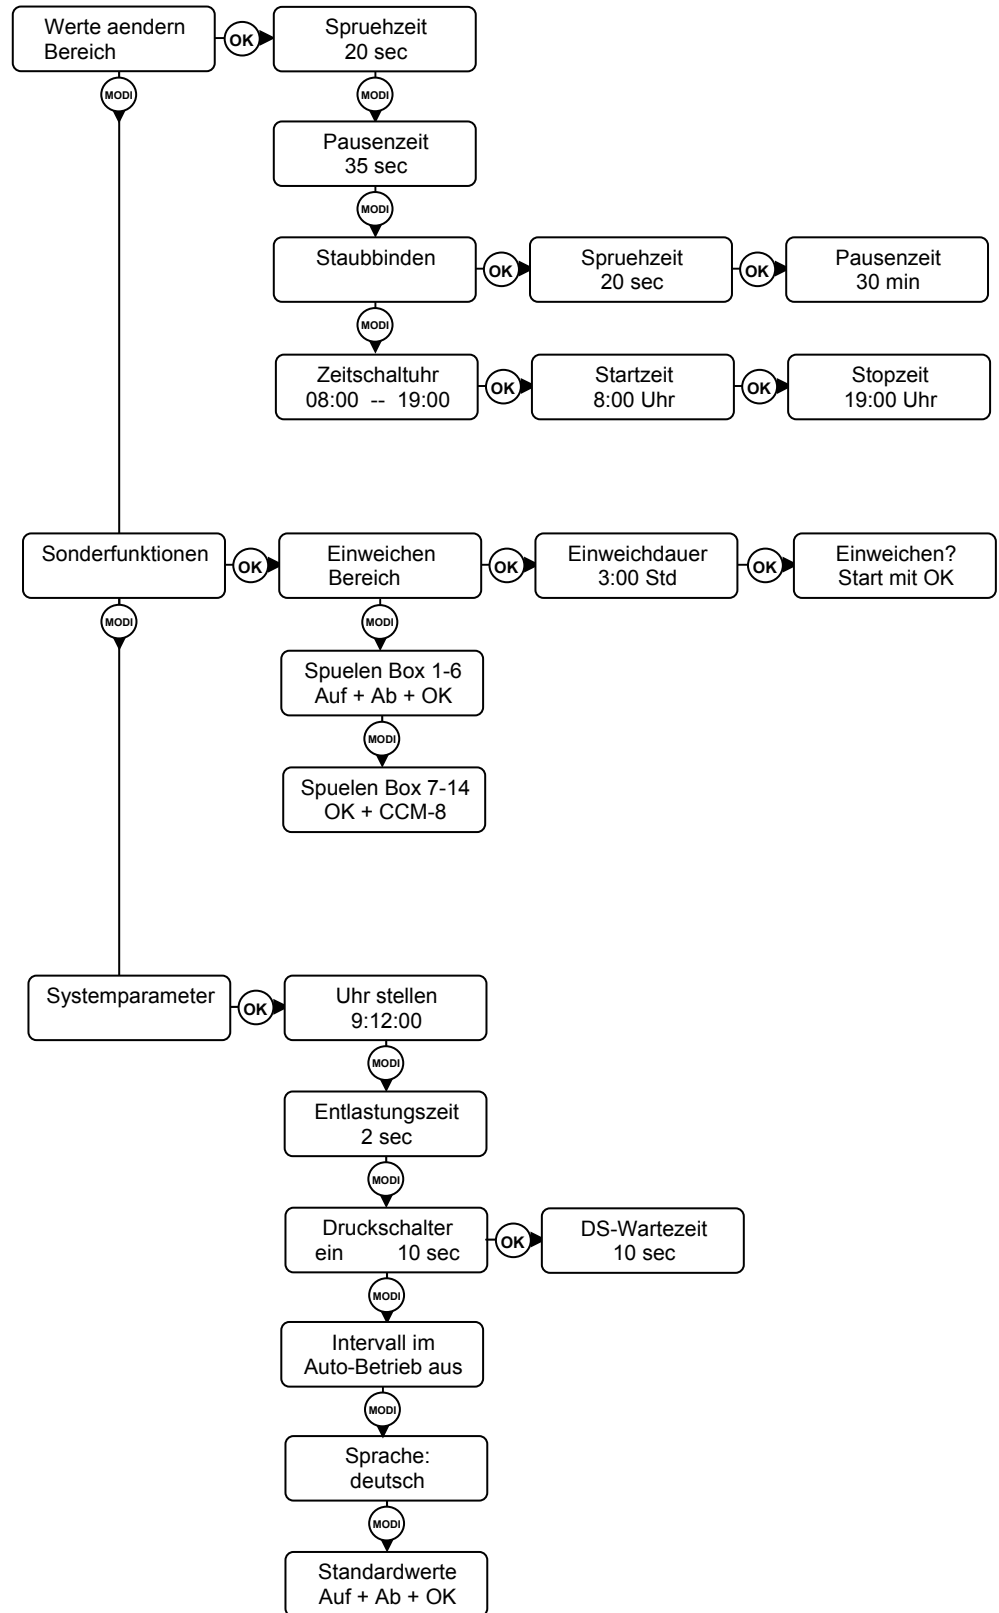 Werte aendern
Bereich
OK
Spruehzeit
20 sec
MODI
MODI
Pausenzeit
35 sec
MODI
Staubbinden
OK
Spruehzeit
20 sec
OK
Pausenzeit
30 min
MODI
Zeitschaltuhr
08:00 -- 19:00
OK
Startzeit
8:00 Uhr
OK
Stopzeit
19:00 Uhr
Sonderfunktionen
OK
Einweichen
Bereich
OK
Einweichdauer
3:00 Std
OK
Einweichen?
Start mit OK
MODI
MODI
Spuelen Box 1-6
Auf + Ab + OK
MODI
Spuelen Box 7-14
OK + CCM-8
Systemparameter
OK
Uhr stellen
9:12:00
MODI
Entlastungszeit
2 sec
MODI
Druckschalter
ein 10 sec
OK
DS-Wartezeit
10 sec
MODI
Intervall im
Auto-Betrieb aus
MODI
Sprache:
deutsch
MODI
Standardwerte
Auf + Ab + OK